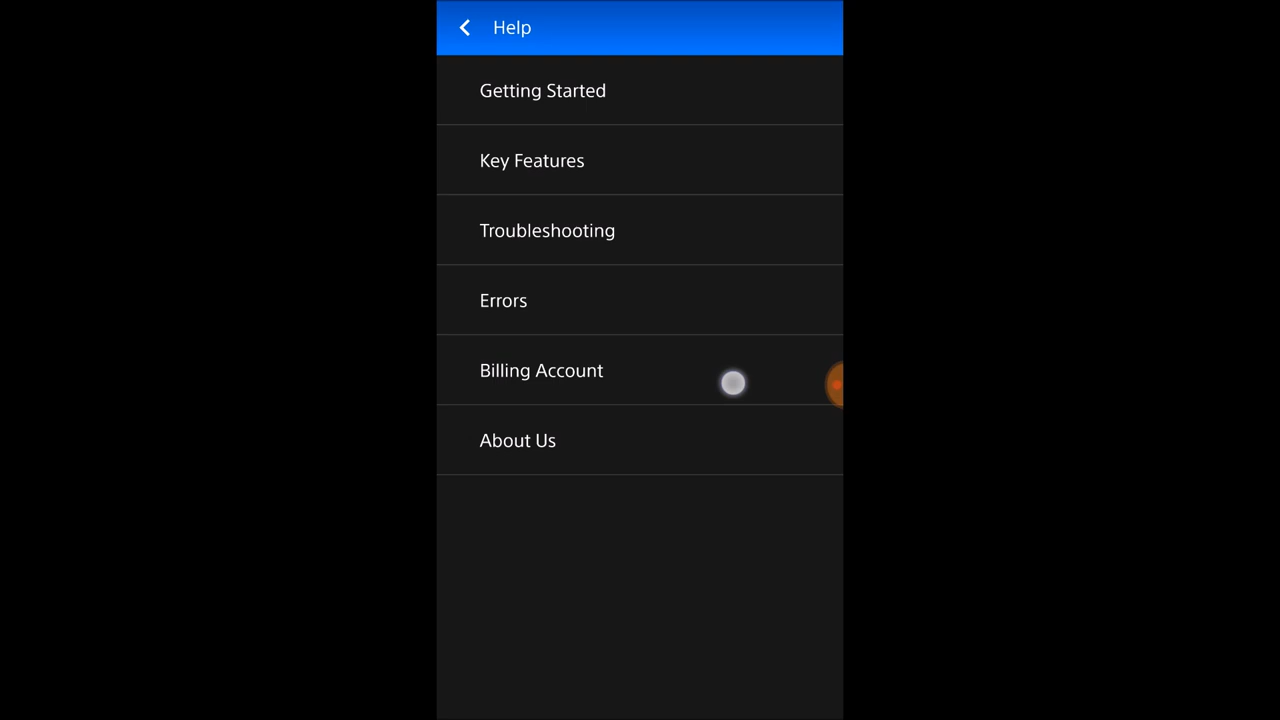 Help
Getting Started
Key Features
Troubleshooting
Errors
Billing Account
About Us